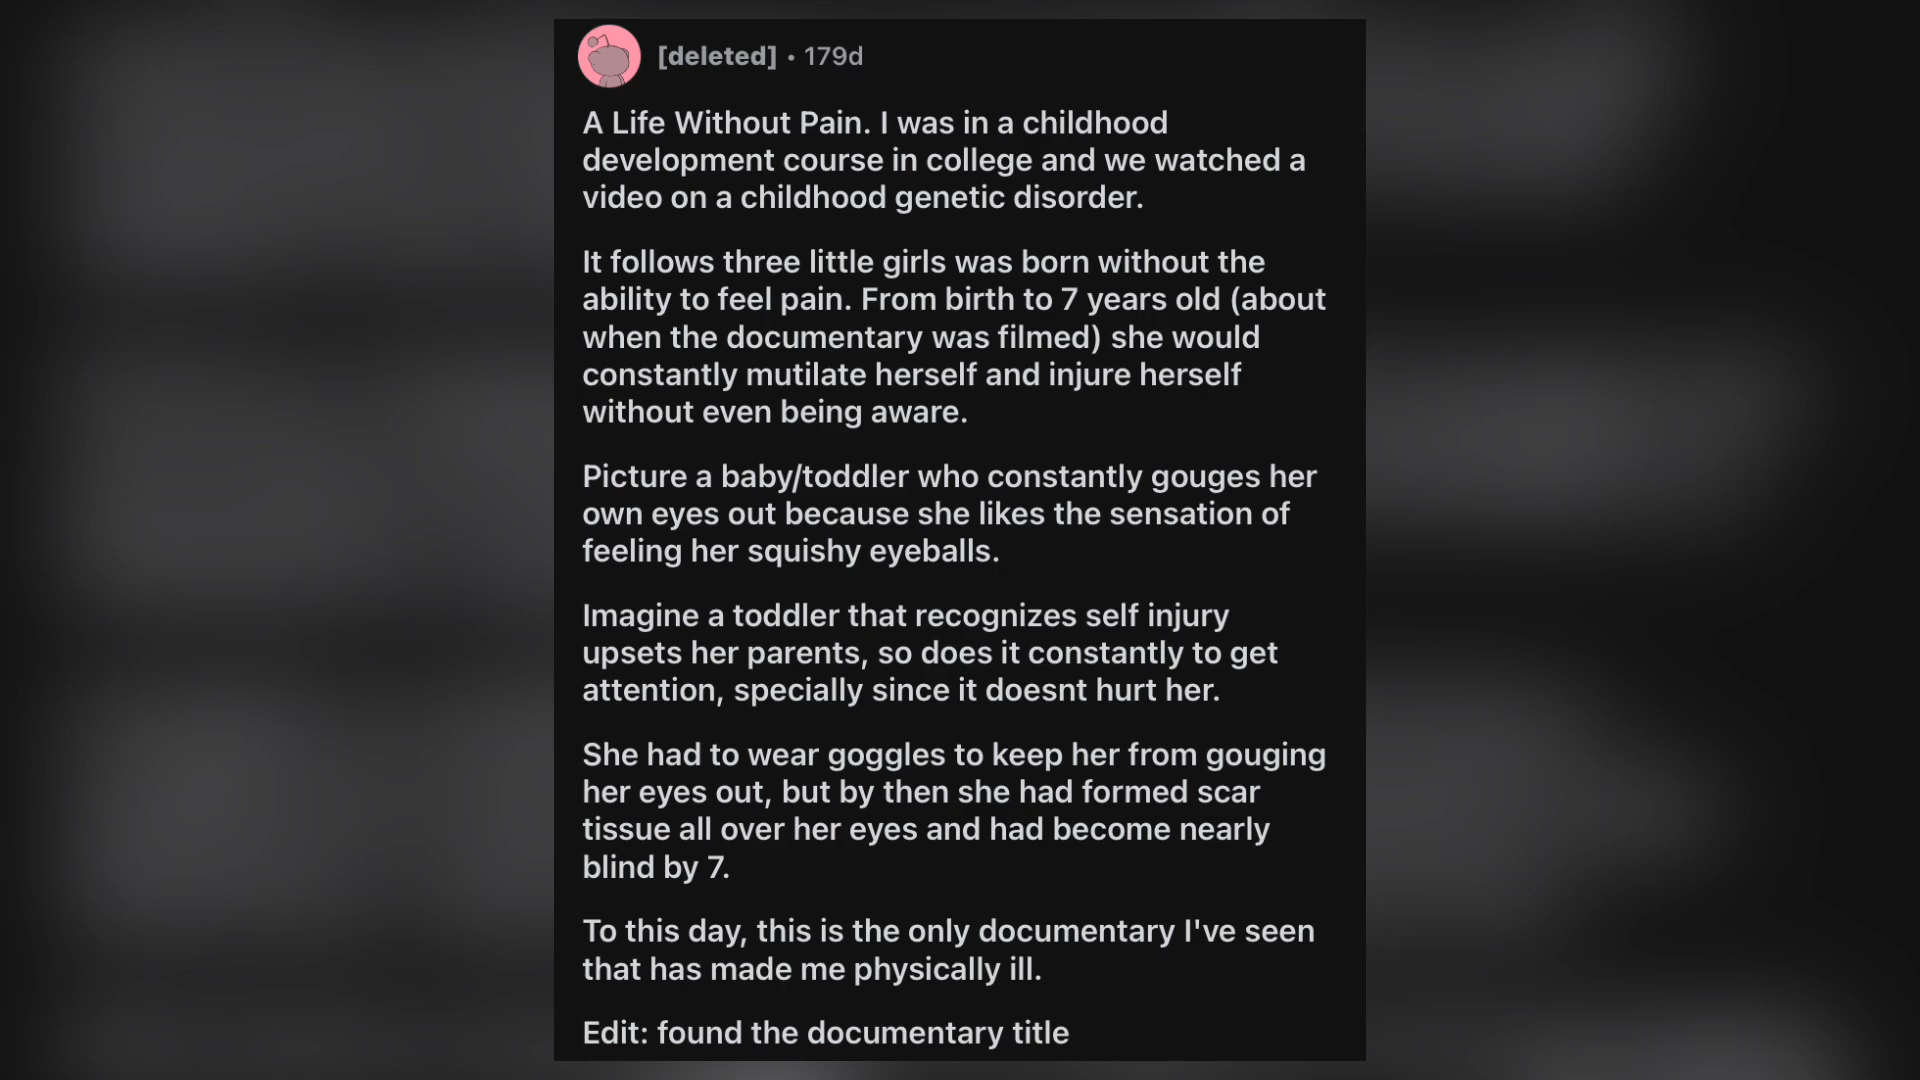 [deleted] • 179d
A Life Without Pain. I was in a childhood
development course in college and we watched a
video on a childhood genetic disorder.
It follows three little girls was born without the
ability to feel pain. From birth to 7 years old (about
when the documentary was filmed) she would
constantly mutilate herself and injure herself
without even being aware.
Picture a baby/toddler who constantly gouges her
own eyes out because she likes the sensation of
feeling her squishy eyeballs.
Imagine a toddler that recognizes self injury
upsets her parents, so does it constantly to get
attention, specially since it doesnt hurt her.
She had to wear goggles to keep her from gouging
her eyes out, but by then she had formed scar
tissue all over her eyes and had become nearly
blind by 7.
To this day, this is the only documentary I've seen
that has made me physically ill.
Edit: found the documentary title